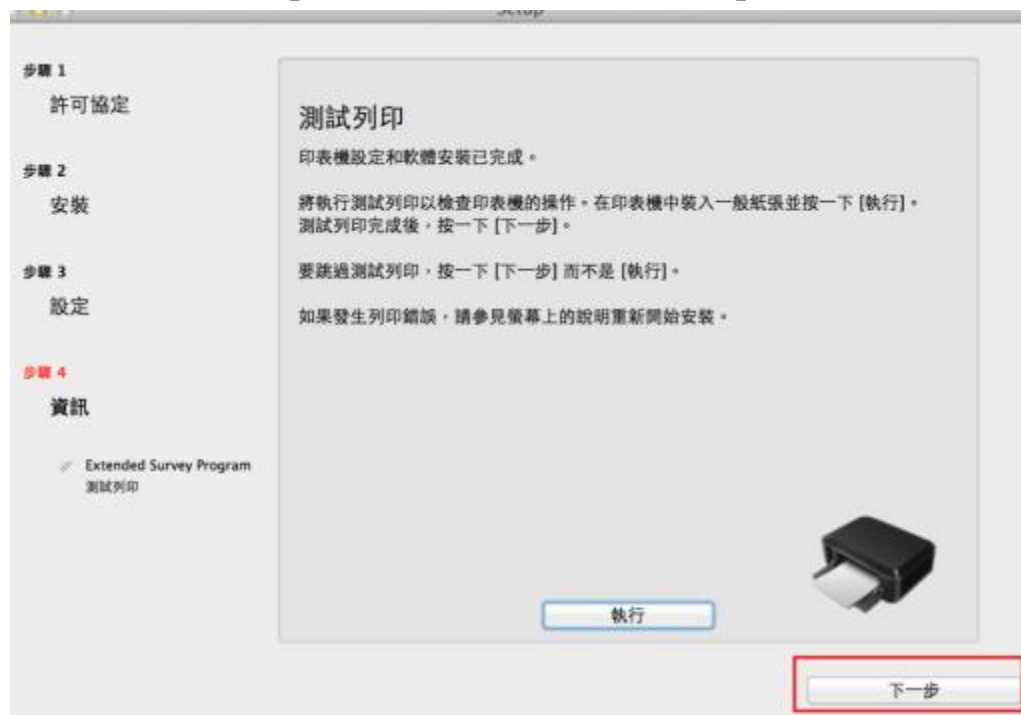 Setup
步驟 1
許可協定
步驟 2
安裝
步驟 3
設定
步驟 4
資訊
Extended Survey Program
測試列印
測試列印
印表機設定和軟體安裝已完成。
將執行測試列印以檢查印表機的操作。在印表機中裝入一般紙張並按一下 [執行]。
測試列印完成後，按一下 [下一步]。
要跳過測試列印，按一下 [下一步] 而不是 [執行]。
如果發生列印錯誤，請參見螢幕上的說明重新開始安裝。
執行
下一步